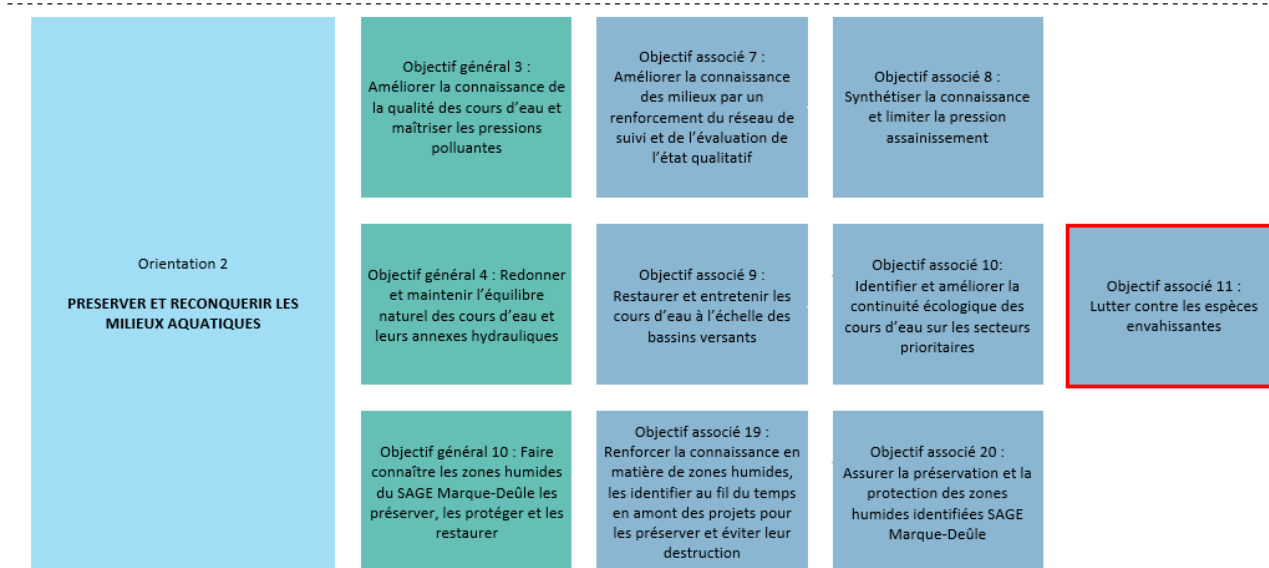 Orientation 2
PRESERVER ET RECONQUERIR LES
MILIEUX AQUATIQUES
Objectif général 3 :
Améliorer la connaissance de
la qualité des cours d’eau et
maîtriser les pressions
polluantes
Objectif associé 7 :
Améliorer la connaissance
des milieux par un
renforcement du réseau de
suivi et de l’évaluation de
l’état qualitatif
Objectif associé 8 :
Synthétiser la connaissance
et limiter la pression
assainissement
Objectif général 4 : Redonner
et maintenir l’équilibre
naturel des cours d’eau et
leurs annexes hydrauliques
Objectif associé 9 :
Restaurer et entretenir les
cours d’eau à l’échelle des
bassins versants
Objectif associé 10:
Identifier et améliorer la
continuité écologique des
cours d’eau sur les secteurs
prioritaires
Objectif associé 11 :
Lutter contre les espèces
envahissantes
Objectif général 10 : Faire
connaître les zones humides
du SAGE Marque-Deûle les
préserver, les protéger et les
restaurer
Objectif associé 19 :
Renforcer la connaissance en
matière de zones humides,
les identifier au fil du temps
en amont des projets pour
les préserver et éviter leur
destruction
Objectif associé 20 :
Assurer la préservation et la
protection des zones
humides identifiées SAGE
Marque-Deûle